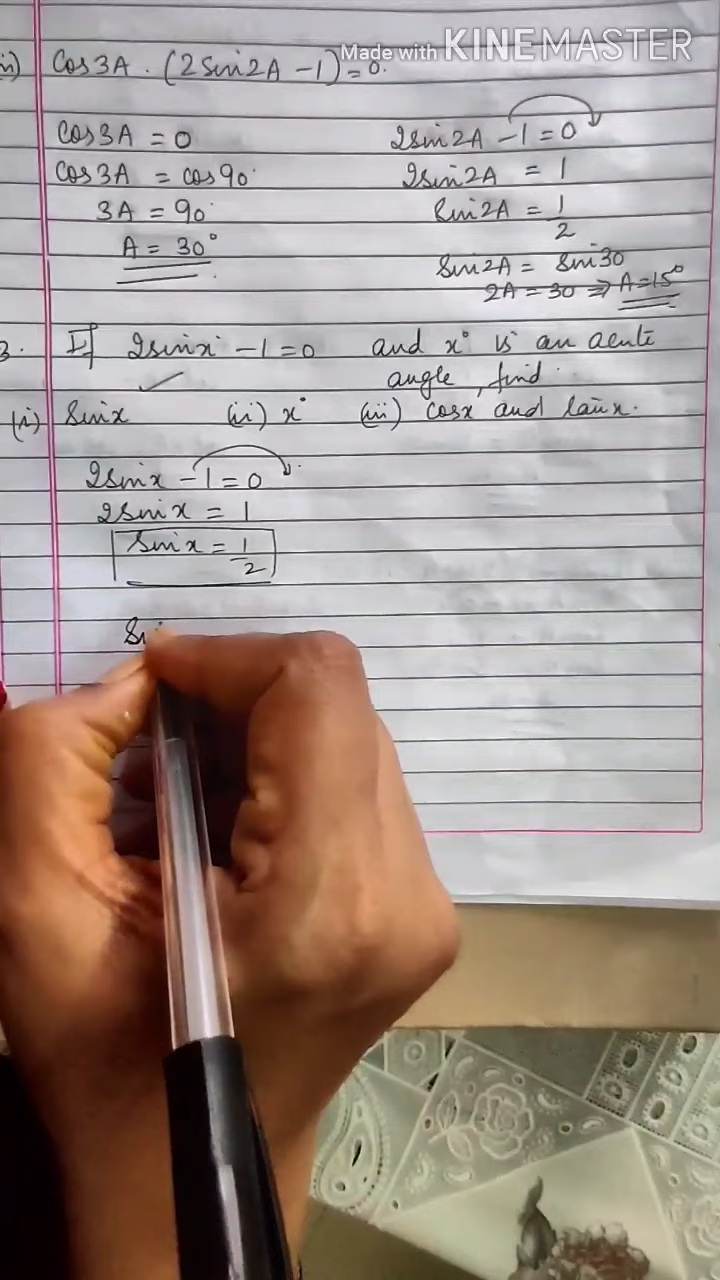 Made with KINEMASTER
Cos3A . (2sin2A - 1) = 0.
Cos3A = 0
Cos3A = cos90°
3A = 90°
A = 30°
2sin2A - 1 = 0
2sin2A = 1
Sin2A = 1/2
Sin2A = sin30
2A = 30 ⇒ A = 15°
3. If 2sinx° - 1 = 0 and x° is an acute
angle, find
(i) Sinx (ii) x° (iii) cosx and tanx.
2sinx - 1 = 0
2sinx = 1
Sinx = 1/2
Si